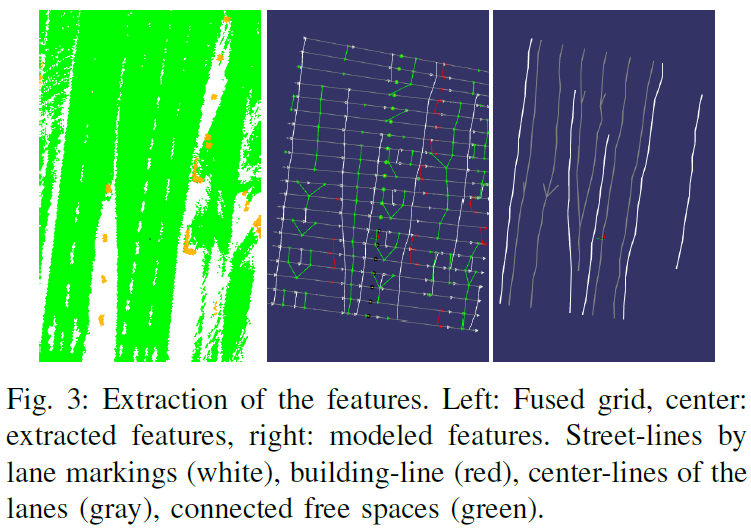 Fig. 3: Extraction of the features. Left: Fused grid, center:
extracted features, right: modeled features. Street-lines by
lane markings (white), building-line (red), center-lines of the
lanes (gray), connected free spaces (green).